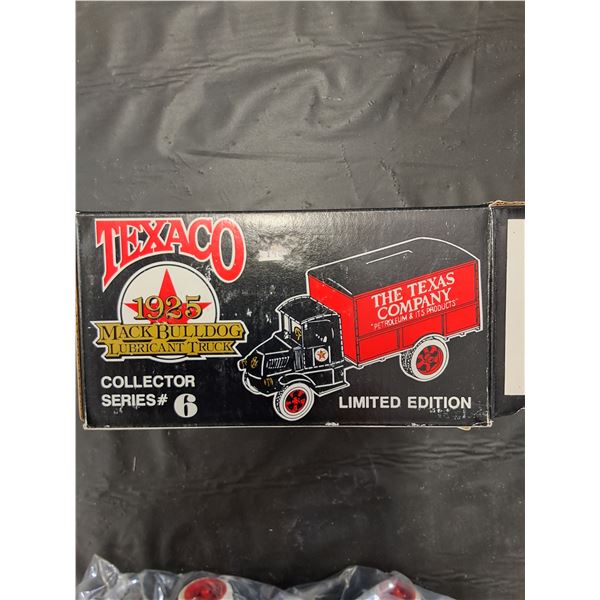 TEXACO
1925
MACK BULLDOG
LUBRICANT TRUCK
COLLECTOR
SERIES# 6
THE TEXAS
COMPANY
"PETROLEUM & ITS PRODUCTS"
LIMITED EDITION